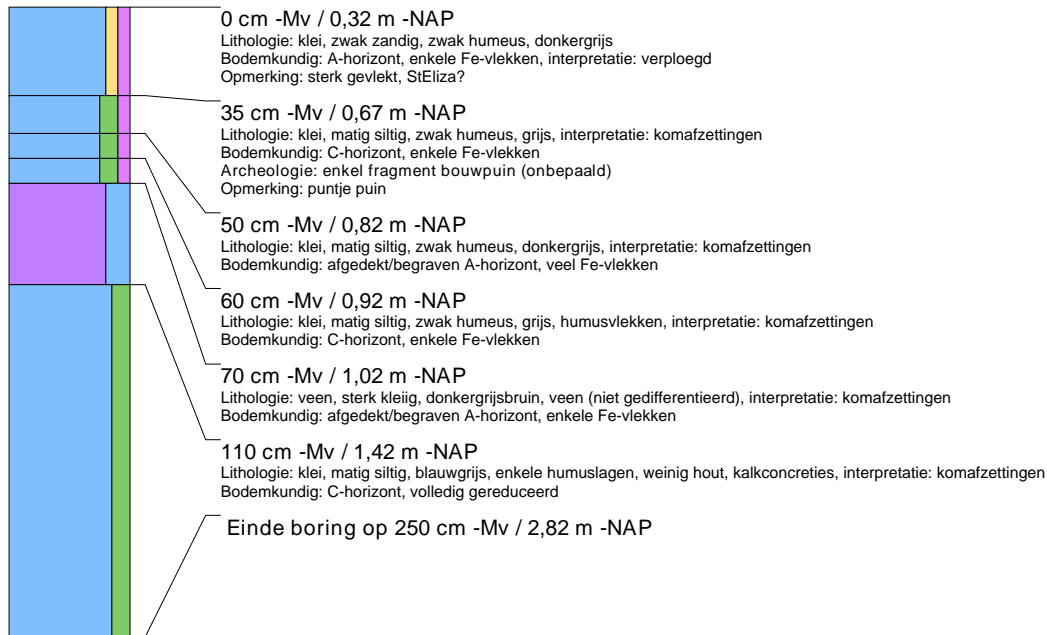 0 cm -Mv / 0,32 m -NAP
Lithologie: klei, zwak zandig, zwak humeus, donkergrijs
Bodemkundig: A-horizont, enkele Fe-vlekken, interpretatie: verploegd
Opmerking: sterk gevlekt, StEliza?
35 cm -Mv / 0,67 m -NAP
Lithologie: klei, matig siltig, zwak humeus, grijs, interpretatie: komafzettingen
Bodemkundig: C-horizont, enkele Fe-vlekken
Archeologie: enkel fragment bouwpuin (onbepaald)
Opmerking: puntje puin
50 cm -Mv / 0,82 m -NAP
Lithologie: klei, matig siltig, zwak humeus, donkergrijs, interpretatie: komafzettingen
Bodemkundig: afgedekt/begraven A-horizont, veel Fe-vlekken
60 cm -Mv / 0,92 m -NAP
Lithologie: klei, matig siltig, zwak humeus, grijs, humusvlekken, interpretatie: komafzettingen
Bodemkundig: C-horizont, enkele Fe-vlekken
70 cm -Mv / 1,02 m -NAP
Lithologie: veen, sterk kleiig, donkergrijsbruin, veen (niet gedifferentieerd), interpretatie: komafzettingen
Bodemkundig: afgedekt/begraven A-horizont, enkele Fe-vlekken
110 cm -Mv / 1,42 m -NAP
Lithologie: klei, matig siltig, blauwgrijs, enkele humuslagen, weinig hout, kalkconcreties, interpretatie: komafzettingen
Bodemkundig: C-horizont, volledig gereduceerd
Einde boring op 250 cm -Mv / 2,82 m -NAP